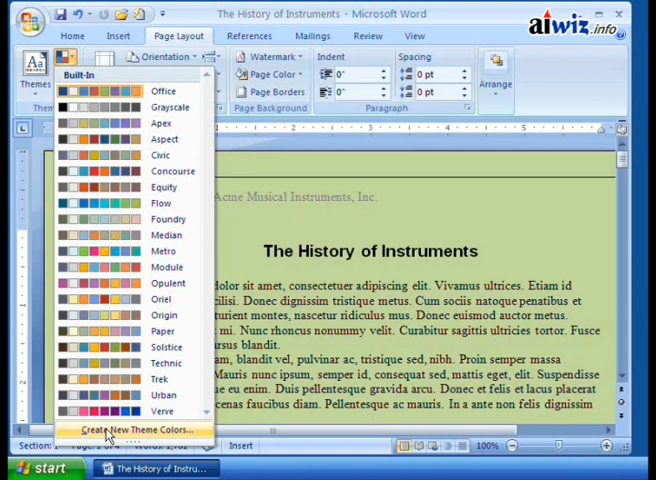 The History of Instruments - Microsoft Word
aiwiz.info
Home Insert Page Layout References Mailings Review View
Themes
Orientation
Watermark
Page Color
Page Borders
Page Background
Indent
0"
0"
Spacing
0 pt
0 pt
Paragraph
Arrange
Built-In
Office
Grayscale
Apex
Aspect
Civic
Concourse
Equity
Flow
Foundry
Median
Metro
Module
Opulent
Oriel
Origin
Paper
Solstice
Technic
Trek
Urban
Verve
Create New Theme Colors...
Acme Musical Instruments, Inc.
The History of Instruments
dolor sit amet, consectetuer adipiscing elit. Vivamus ultrices. Etiam id
cilisi. Donec dignissim tristique metus. Cum sociis natoque penatibus et
turient montes, nascetur ridiculus mus. Donec euismod auctor
mi. Nunc rhoncus nonummy velit. Curabitur sagittis ultricies tortor. Fusce
rsus blandit.
am, blandit vel, pulvinar ac, tristique sed, nibh. Proin semper massa
Nunc urna ipsum, semper id, consequat sed, mattis eget, elit. Suspendisse
eu enim. Duis pellentesque gravida arcu. Donec et felis et lacus placerat
cenas faucibus diam. Pellentesque ac mauris. In a ante non felis dignissim
Insert
100%
start
The History of Instru...